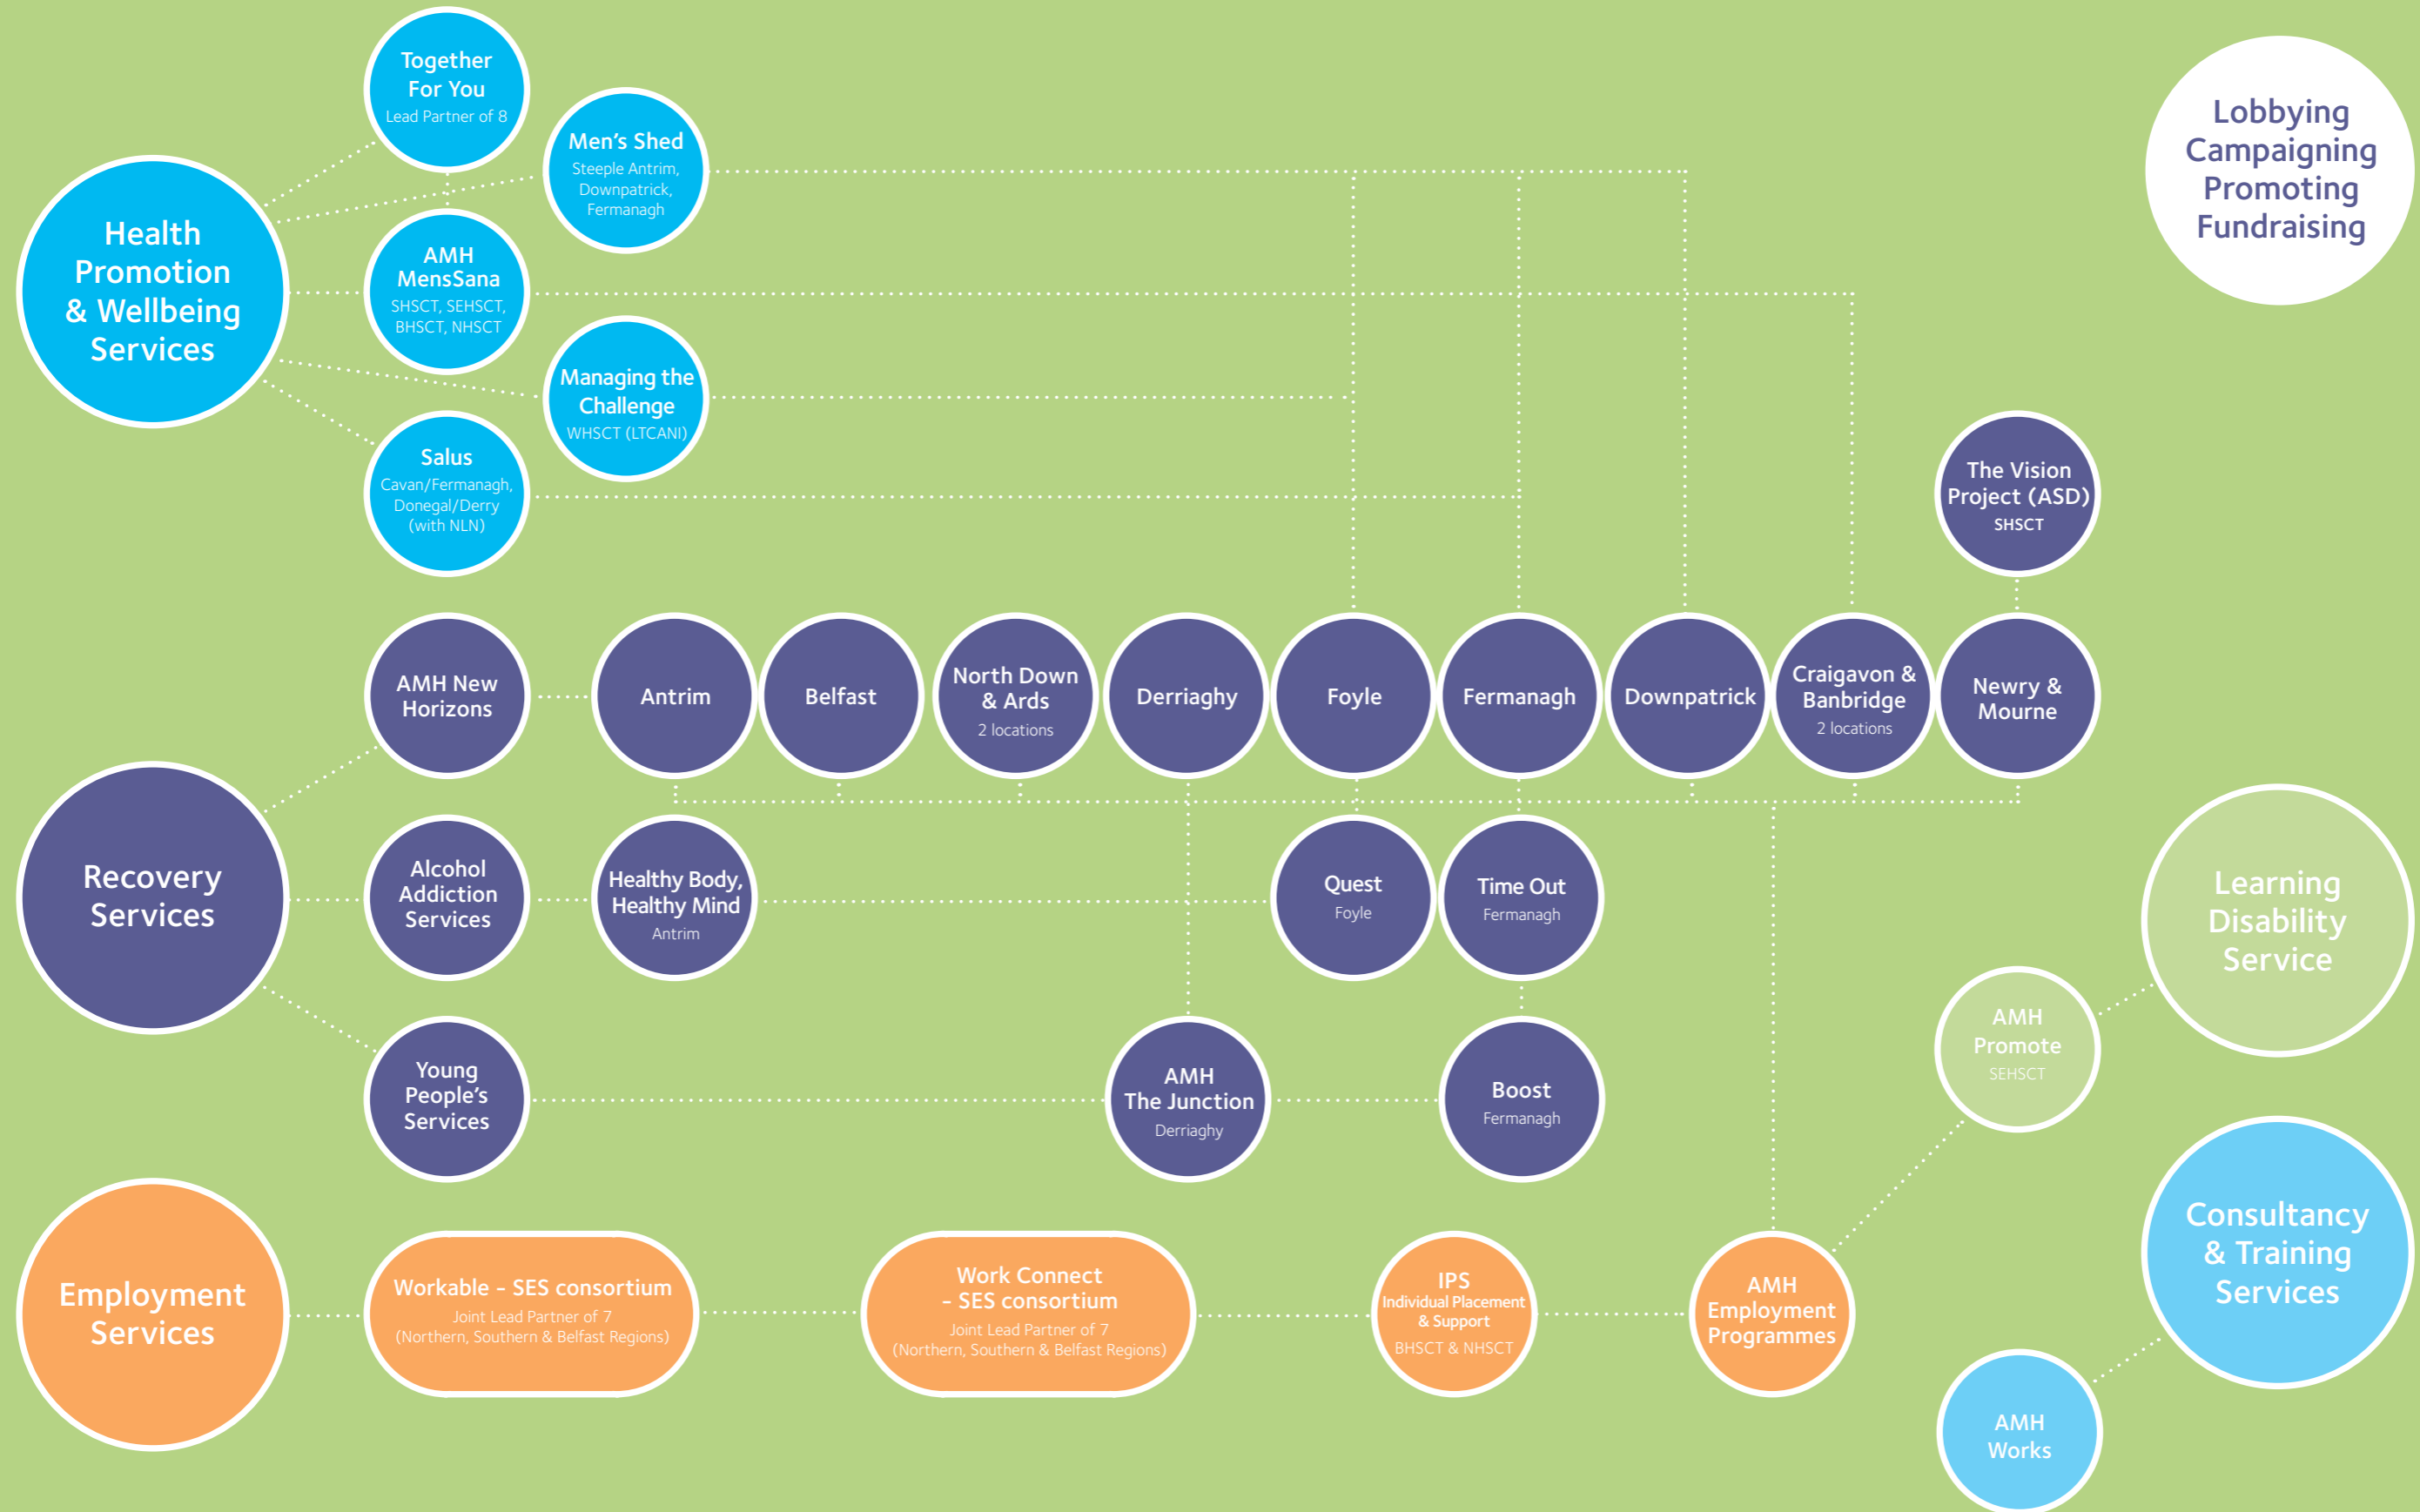 Together
For You
Lead Partner of 8
Men's Shed
Steeple Antrim,
Downpatrick,
Fermanagh
Lobbying
Campaigning
Promoting
Fundraising
Health
Promotion
& Wellbeing
Services
AMH
MensSana
SHSCT, SEHSCT,
BHSCT, NHSCT
Managing the
Challenge
WHSCT (LTCANI)
Salus
Cavan/Fermanagh,
Donegal/Derry
(with NLN)
The Vision
Project (ASD)
SHSCT
AMH New
Horizons
Antrim
Belfast
North Down
& Ards
2 locations
Derriaghy
Foyle
Fermanagh
Downpatrick
Craigavon &
Banbridge
2 locations
Newry &
Mourne
Recovery
Services
Alcohol
Addiction
Services
Healthy Body,
Healthy Mind
Antrim
Quest
Foyle
Time Out
Fermanagh
Learning
Disability
Service
AMH
Promote
SEHSCT
Young
People's
Services
AMH
The Junction
Derriaghy
Boost
Fermanagh
Consultancy
& Training
Services
Employment
Services
Workable – SES consortium
Joint Lead Partner of 7
(Northern, Southern & Belfast Regions)
Work Connect
– SES consortium
Joint Lead Partner of 7
(Northern, Southern & Belfast Regions)
IPS
Individual Placement
& Support
BHSCT & NHSCT
AMH
Employment
Programmes
AMH
Works